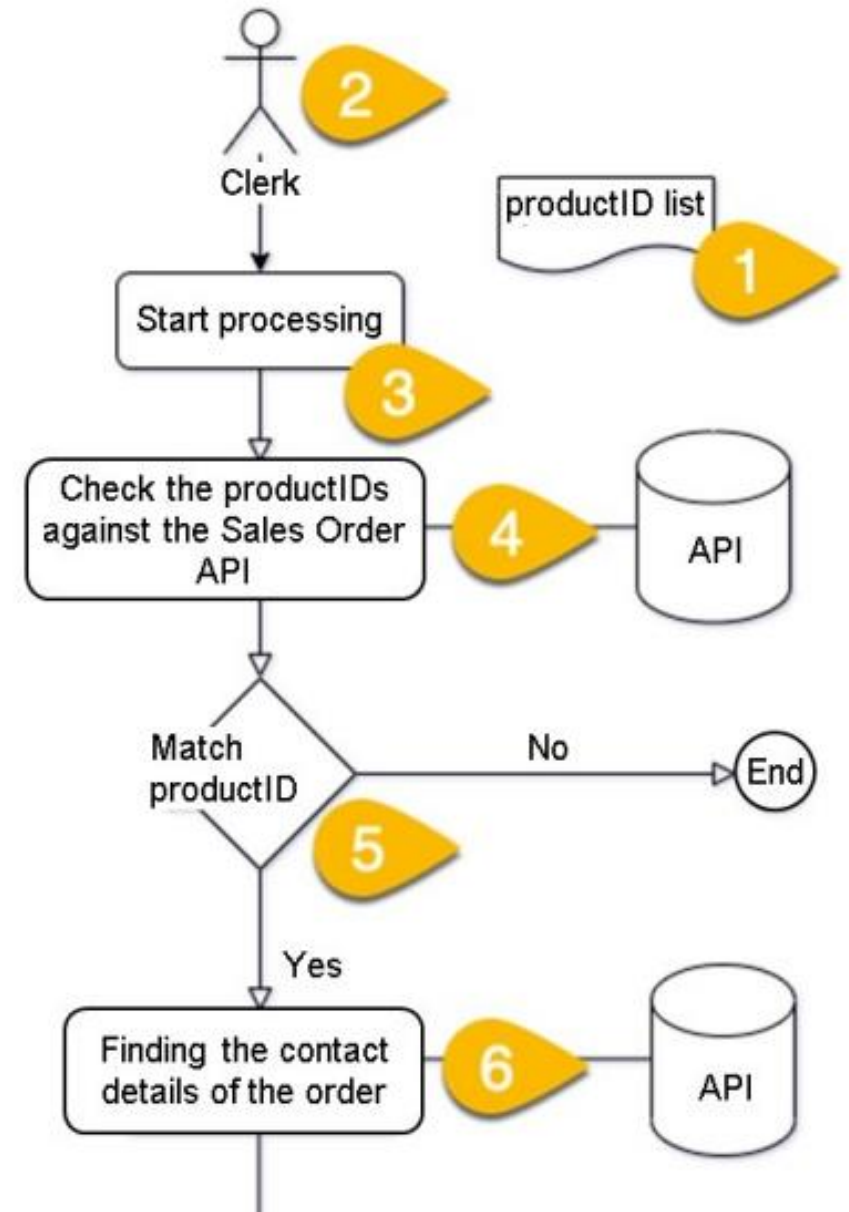 2
Clerk
productID list
1
Start processing
3
Check the productIDs
against the Sales Order
API
4
API
Match
productID
No
End
5
Yes
Finding the contact
details of the order
6
API